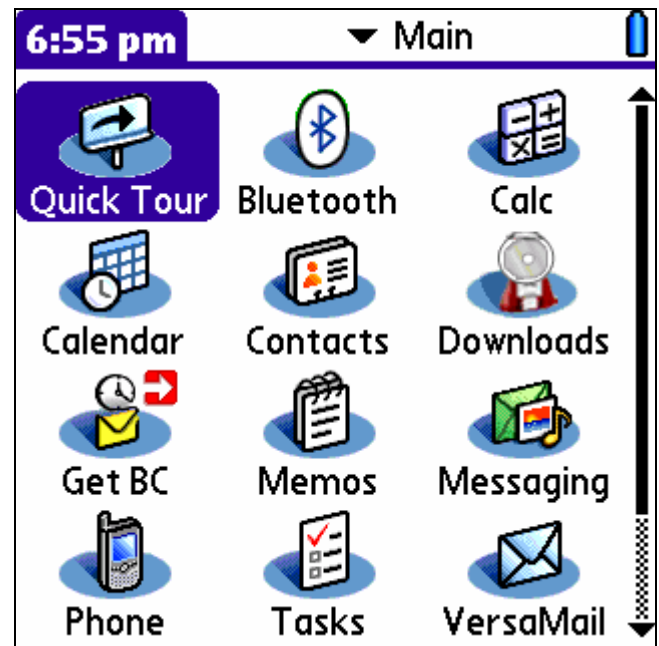 6:55 pm Main
Quick Tour Bluetooth Calc
Calendar Contacts Downloads
Get BC Memos Messaging
Phone Tasks VersaMail